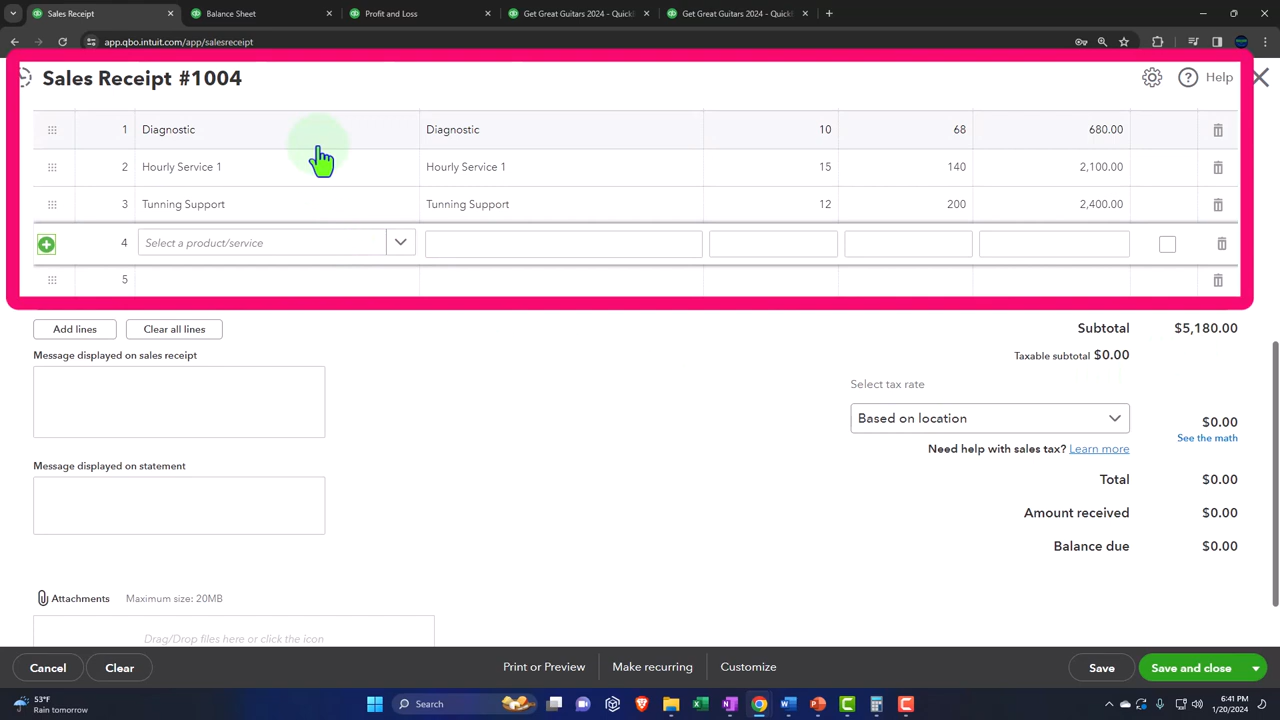 Sales Receipt
Balance Sheet
Profit and Loss
Get Great Guitars 2024 - Quick
Get Great Guitars 2024 - Quick
app.qbo.intuit.com/app/salesreceipt
Sales Receipt #1004
Help
1 Diagnostic Diagnostic 10 68 680.00
2 Hourly Service 1 Hourly Service 1 15 140 2,100.00
3 Tunning Support Tunning Support 12 200 2,400.00
4 Select a product/service
5
Add lines Clear all lines Subtotal $5,180.00
Message displayed on sales receipt Taxable subtotal $0.00
Select tax rate
Based on location $0.00
See the math
Need help with sales tax? Learn more
Message displayed on statement
Total $0.00
Amount received $0.00
Balance due $0.00
Attachments Maximum size: 20MB
Drag/Drop files here or click the icon
Cancel Clear Print or Preview Make recurring Customize Save Save and close
53°F
Rain tomorrow
Search
6:41 PM
1/20/2024